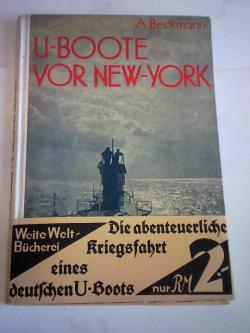 A. Beckmann
U-BOOTE
VOR NEW-YORK
Weite Welt-
Bücherei
Die abenteuerliche
Kriegsfahrt
eines
deutschen U-Boots
nur RM 2.-